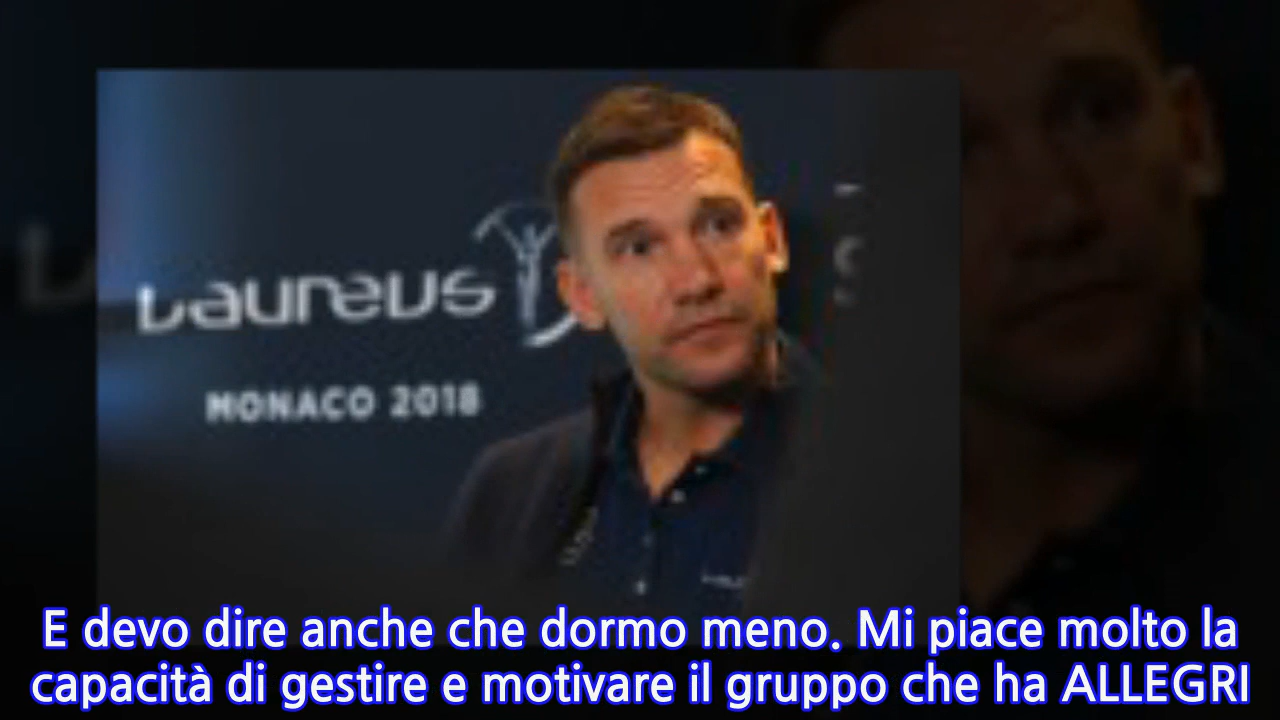 Laureus
MONACO 2018
E devo dire anche che dormo meno. Mi piace molto la
capacità di gestire e motivare il gruppo che ha ALLEGRI